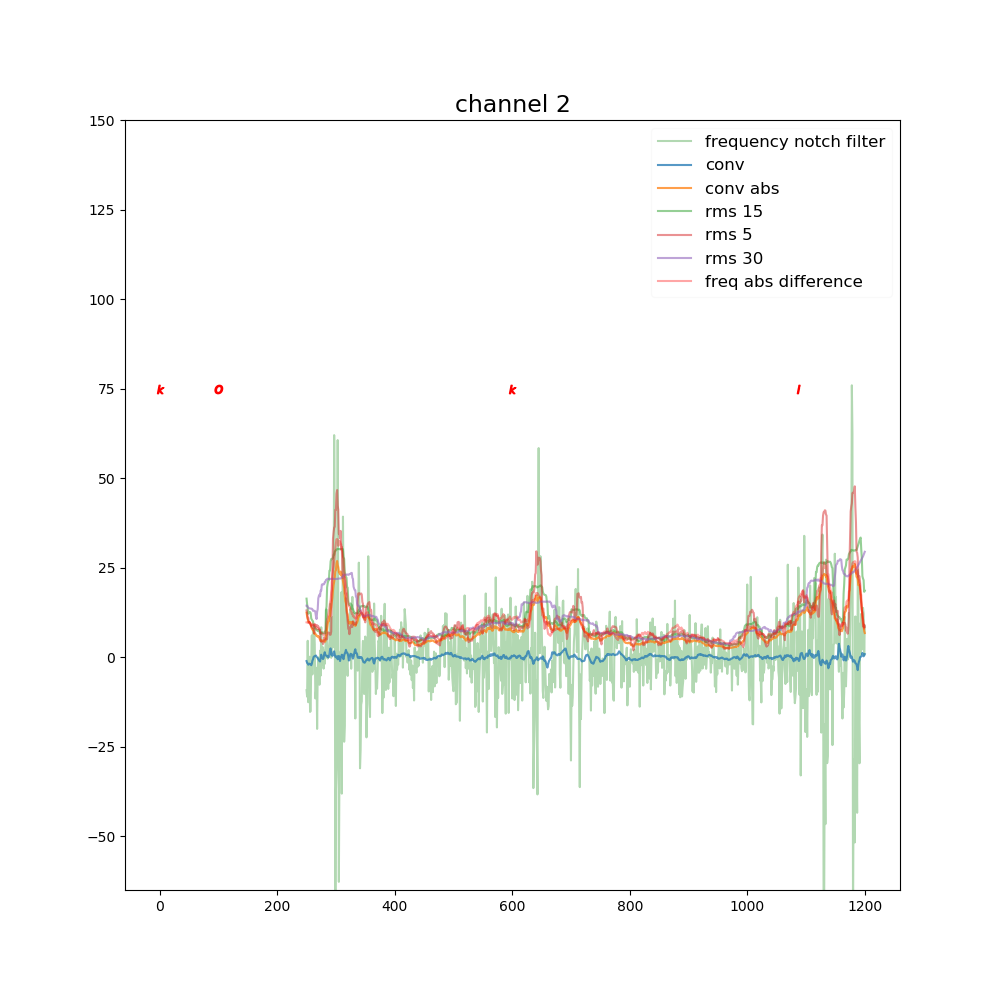 channel 2
150
125
100
75
50
25
0
−25
−50
frequency notch filter
conv
conv abs
rms 15
rms 5
rms 30
freq abs difference
k o k l
0 200 400 600 800 1000 1200